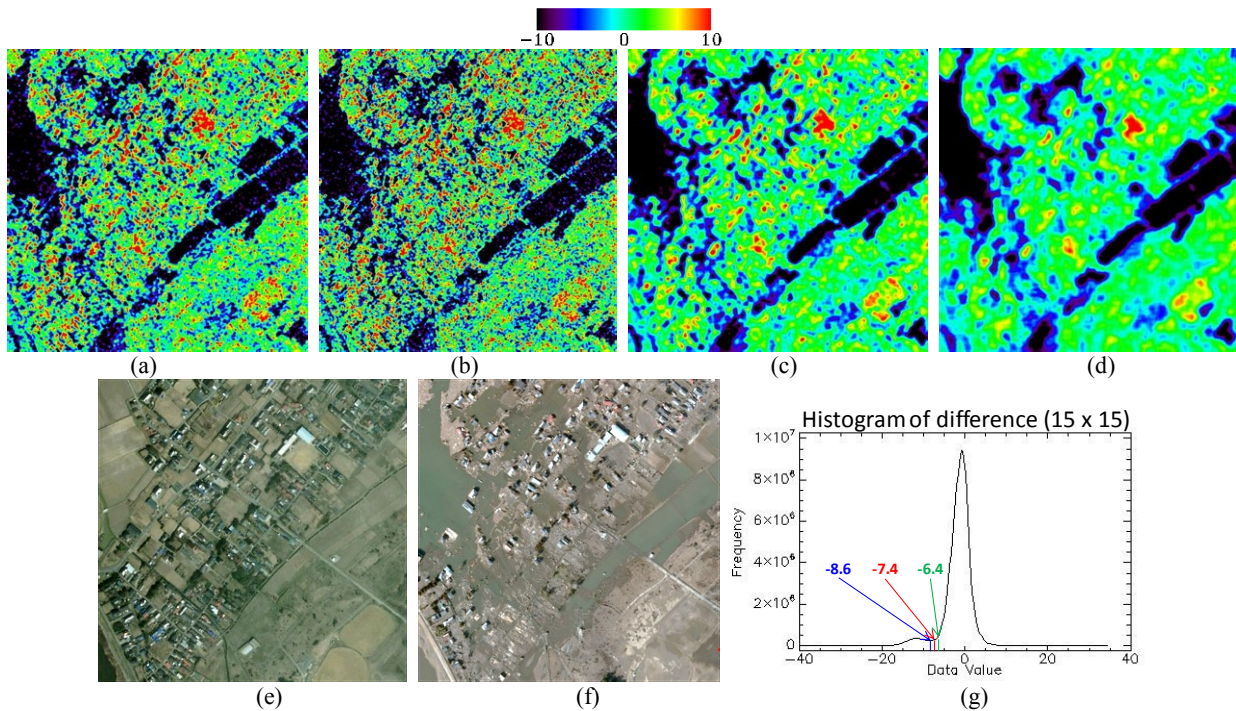 −10 0 10
(a) (b) (c) (d)
Histogram of difference (15 x 15)
1×10⁷
8×10⁶
6×10⁶
4×10⁶
2×10⁶
0
Frequency
-8.6 -7.4 -6.4
−40 −20 0 20 40
Data Value
(e) (f) (g)